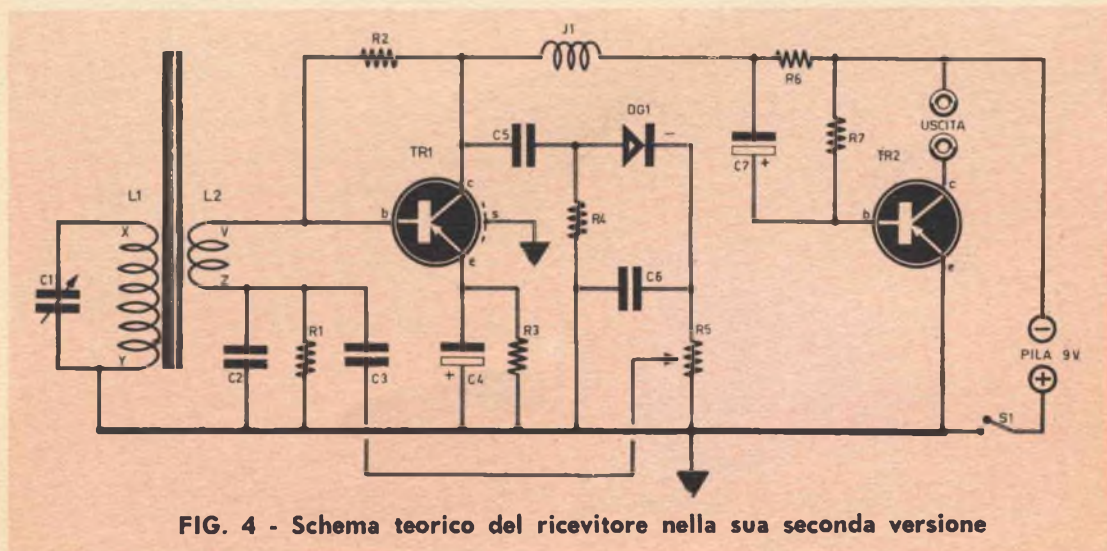 R2
J1
R6
C5
DG1
–
USCITA
TR1
C7
+
R7
TR2
L1
L2
c
c
X
V
b
s
R4
b
C1
Z
e
C6
e
R1
R3
R5
–
Y
C2
C3
+
C4
PILA 9V
+
S1
FIG. 4 - Schema teorico del ricevitore nella sua seconda versione